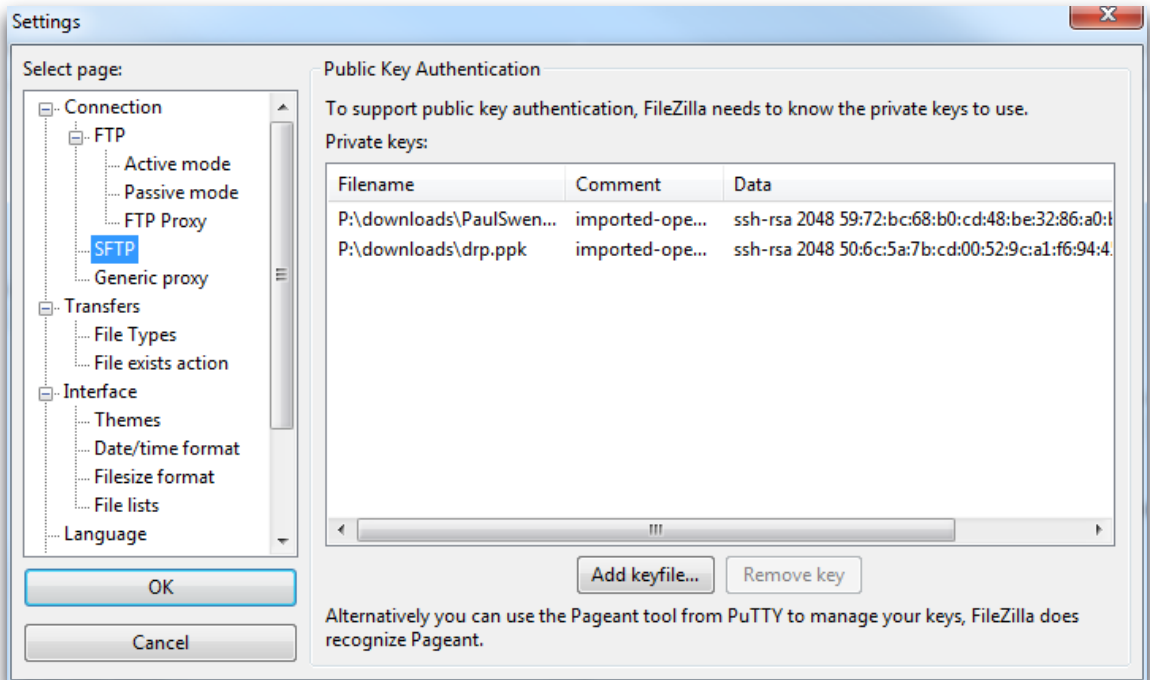 Settings
Select page:
Connection
FTP
Active mode
Passive mode
FTP Proxy
SFTP
Generic proxy
Transfers
File Types
File exists action
Interface
Themes
Date/time format
Filesize format
File lists
Language
OK
Cancel
Public Key Authentication
To support public key authentication, FileZilla needs to know the private keys to use.
Private keys:
Filename Comment Data
P:\downloads\PaulSwen... imported-ope... ssh-rsa 2048 59:72:bc:68:b0:cd:48:be:32:86:a0:
P:\downloads\drp.ppk imported-ope... ssh-rsa 2048 50:6c:5a:7b:cd:00:52:9c:a1:f6:94:4
Add keyfile... Remove key
Alternatively you can use the Pageant tool from PuTTY to manage your keys, FileZilla does
recognize Pageant.